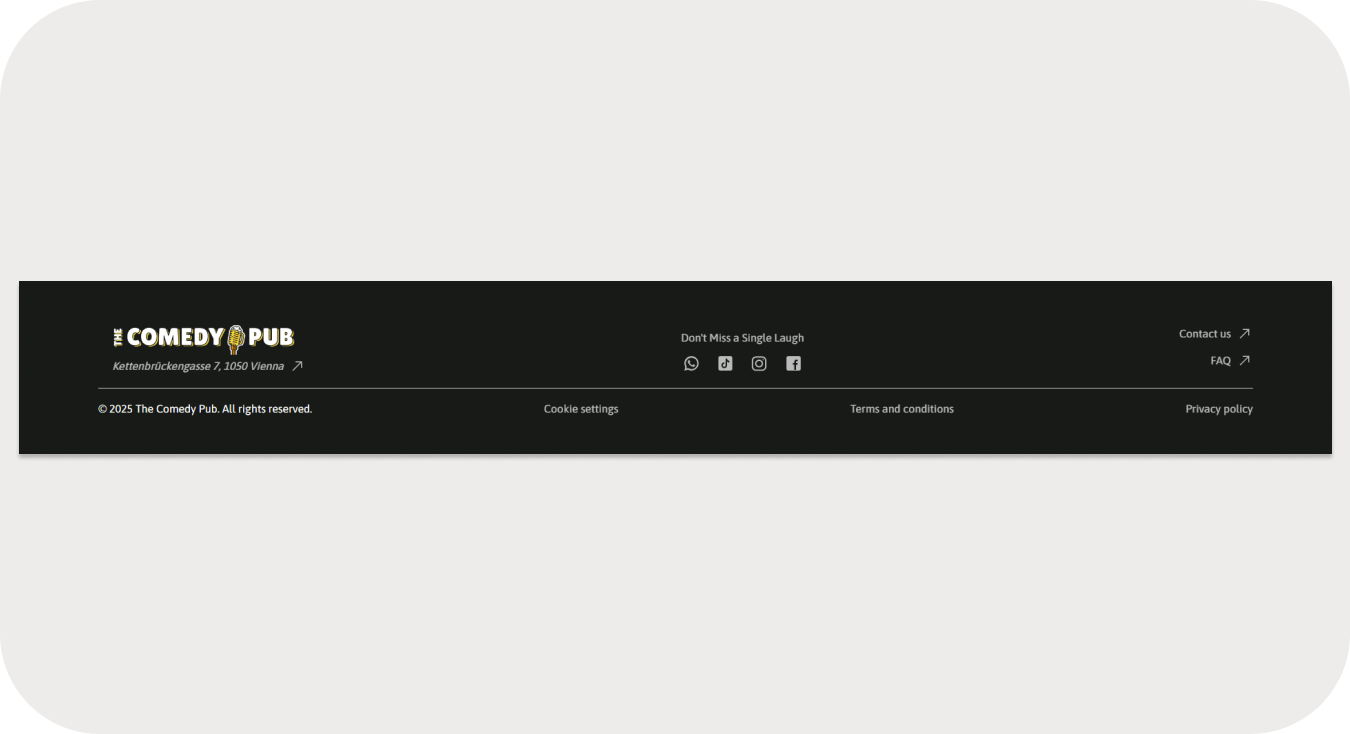 THE COMEDY PUB
Kettenbrückengasse 7, 1050 Vienna
Don't Miss a Single Laugh
Contact us
FAQ
© 2025 The Comedy Pub. All rights reserved.
Cookie settings
Terms and conditions
Privacy policy